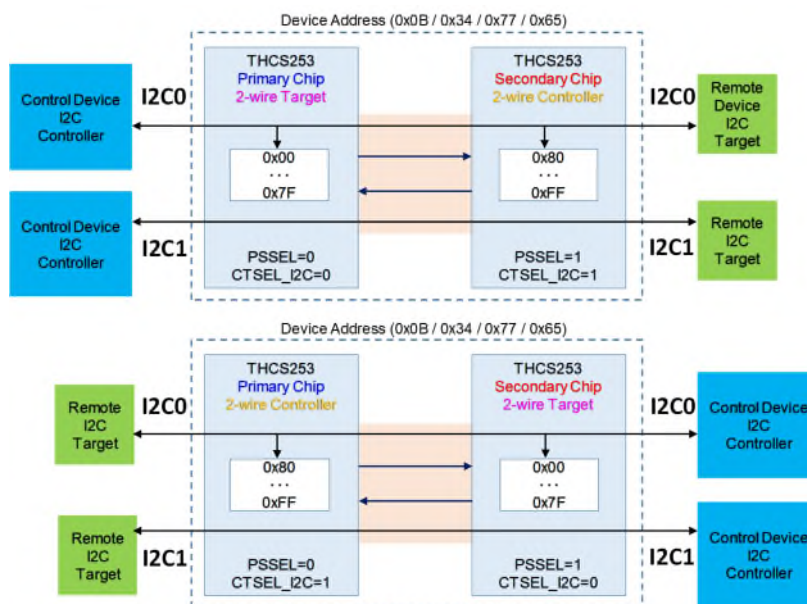 Device Address (0x0B / 0x34 / 0x77 / 0x65)
Control Device
I2C
Controller
I2C0
THCS253
Primary Chip
2-wire Target
0x00
...
0x7F
THCS253
Secondary Chip
2-wire Controller
0x80
...
0xFF
I2C0
Remote
Device
I2C
Target
Control Device
I2C
Controller
I2C1
PSSEL=0
CTSEL_I2C=0
PSSEL=1
CTSEL_I2C=1
I2C1
Remote
I2C
Target
Device Address (0x0B / 0x34 / 0x77 / 0x65)
Remote
I2C
Target
I2C0
THCS253
Primary Chip
2-wire Controller
0x80
...
0xFF
THCS253
Secondary Chip
2-wire Target
0x00
...
0x7F
I2C0
Control Device
I2C
Controller
Remote
I2C
Target
I2C1
PSSEL=0
CTSEL_I2C=1
PSSEL=1
CTSEL_I2C=0
I2C1
Control Device
I2C
Controller